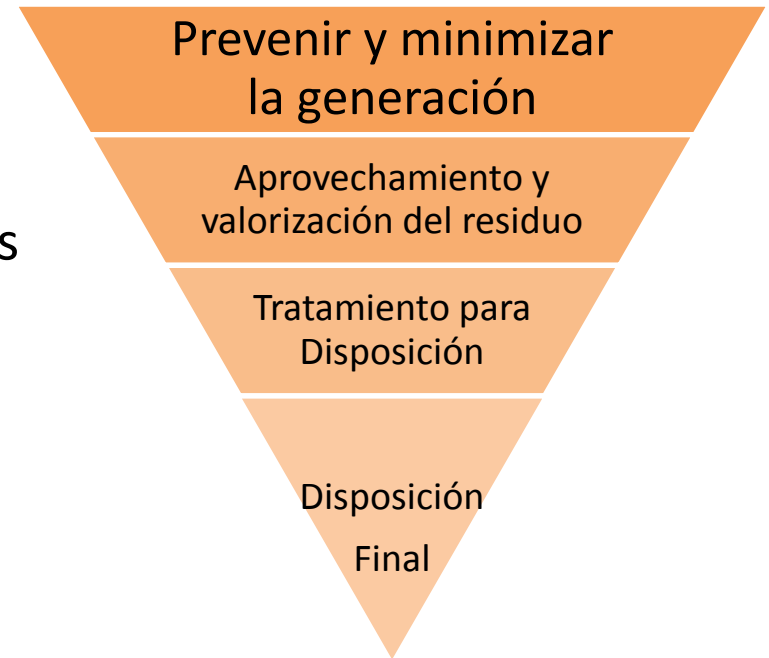 Prevenir y minimizar
la generación
Aprovechamiento y
valorización del residuo
s
Tratamiento para
Disposición
Disposición
Final